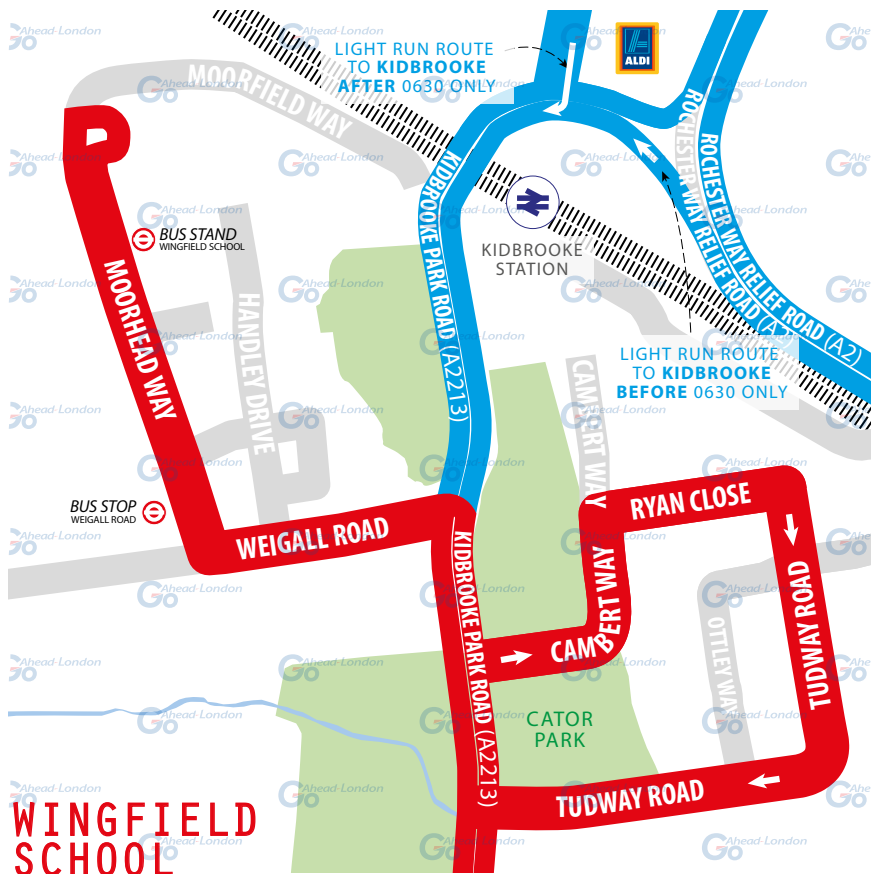 LIGHT RUN ROUTE
TO KIDBROOKE
AFTER 0630 ONLY
ALDI
MOORFIELD WAY
ROCHESTER WAY RELIEF ROAD (A2)
ROCHESTER WAY RELIEF ROAD (A2)
KIDBROOKE PARK ROAD (A2213)
BUS STAND
WINGFIELD SCHOOL
KIDBROOKE
STATION
MOORHEAD WAY
HANDLEY DRIVE
LIGHT RUN ROUTE
TO KIDBROOKE
BEFORE 0630 ONLY
CAMBERT WAY
BUS STOP
WEIGALL ROAD
WEIGALL ROAD
RYAN CLOSE
KIDBROOKE PARK ROAD (A2213)
CAMBERT WAY
TUDWAY ROAD
OTTLEY WAY
CATOR
PARK
TUDWAY ROAD
WINGFIELD
SCHOOL
Go Ahead-London